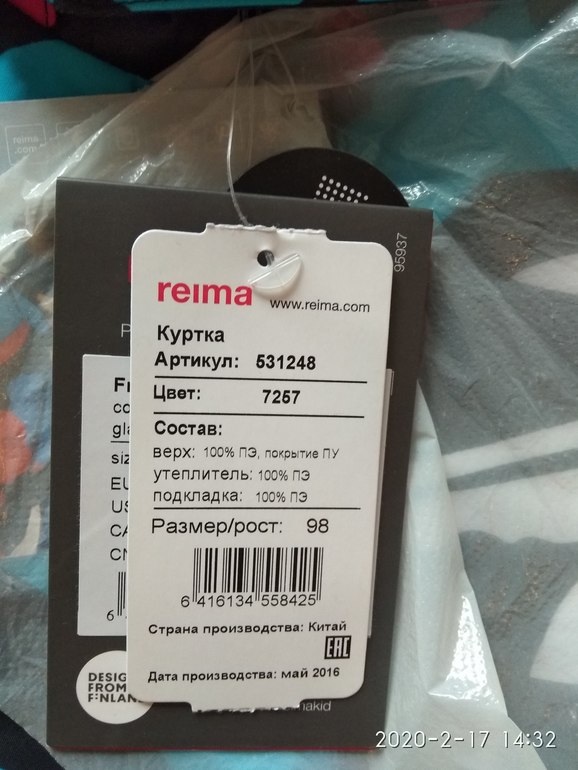 reima
.com
95937
reima www.reima.com
Куртка
Артикул: 531248
Цвет: 7257
Состав:
верх: 100% ПЭ, покрытие ПУ
утеплитель: 100% ПЭ
подкладка: 100% ПЭ
Размер/рост: 98
6 416134 558425
Страна производства: Китай
EAC
Дата производства: май 2016
DESIGN
FROM
FINLAND
2020-2-17 14:32